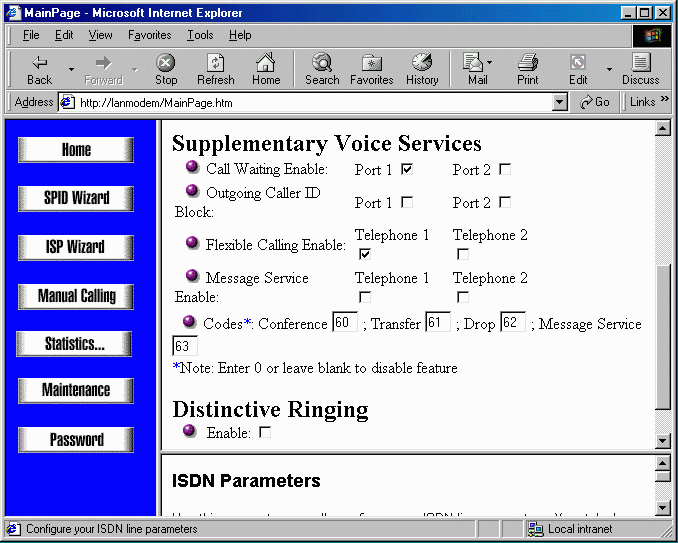 MainPage - Microsoft Internet Explorer
File Edit View Favorites Tools Help
Back Forward Stop Refresh Home Search Favorites History Mail Print Edit Discuss
Address http://lanmodem/MainPage.htm Go Links »
Home
SPID Wizard
ISP Wizard
Manual Calling
Statistics...
Maintenance
Password
Supplementary Voice Services
Call Waiting Enable: Port 1 Port 2
Outgoing Caller ID
Block: Port 1 Port 2
Flexible Calling Enable: Telephone 1 Telephone 2
Message Service
Enable: Telephone 1 Telephone 2
Codes*: Conference 60 ; Transfer 61 ; Drop 62 ; Message Service
63
*Note: Enter 0 or leave blank to disable feature
Distinctive Ringing
Enable:
ISDN Parameters
Configure your ISDN line parameters Local intranet